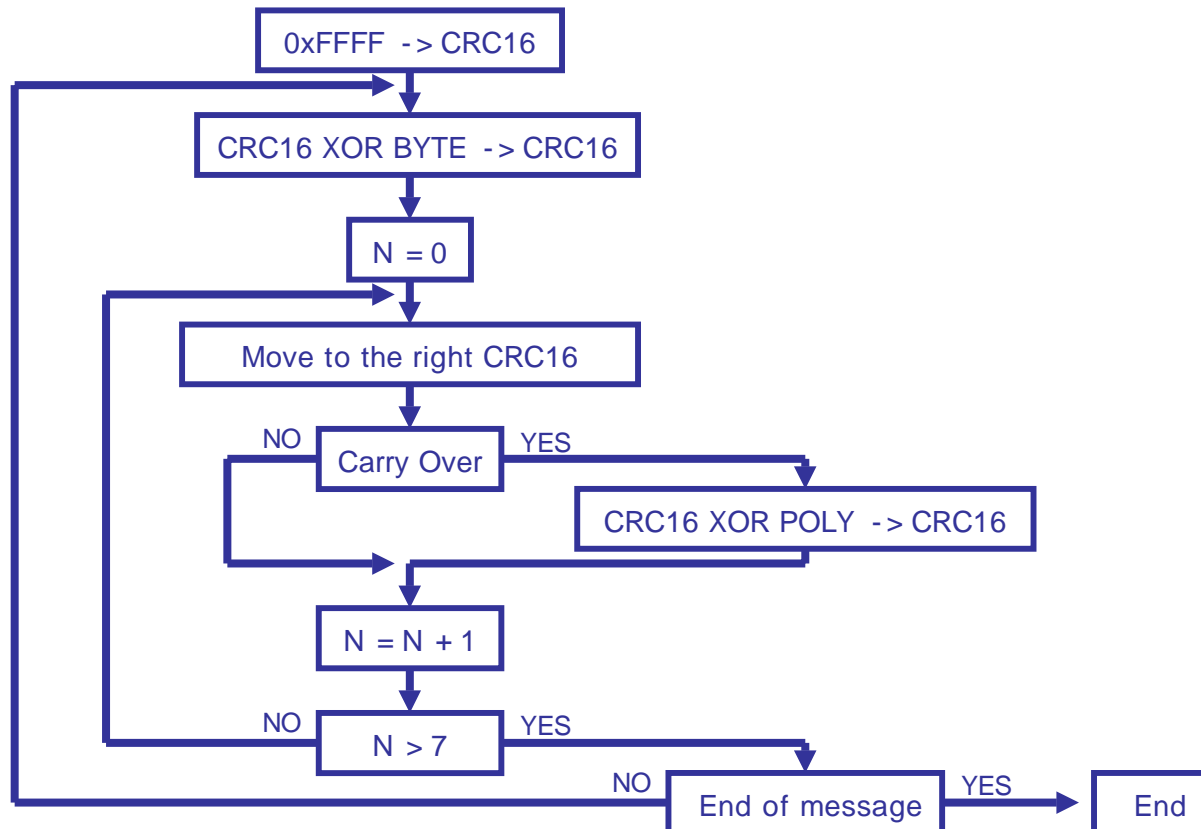 0xFFFF -> CRC16
CRC16 XOR BYTE -> CRC16
N = 0
Move to the right CRC16
NO
Carry Over
YES
CRC16 XOR POLY -> CRC16
N = N + 1
NO
N > 7
YES
NO
End of message
YES
End